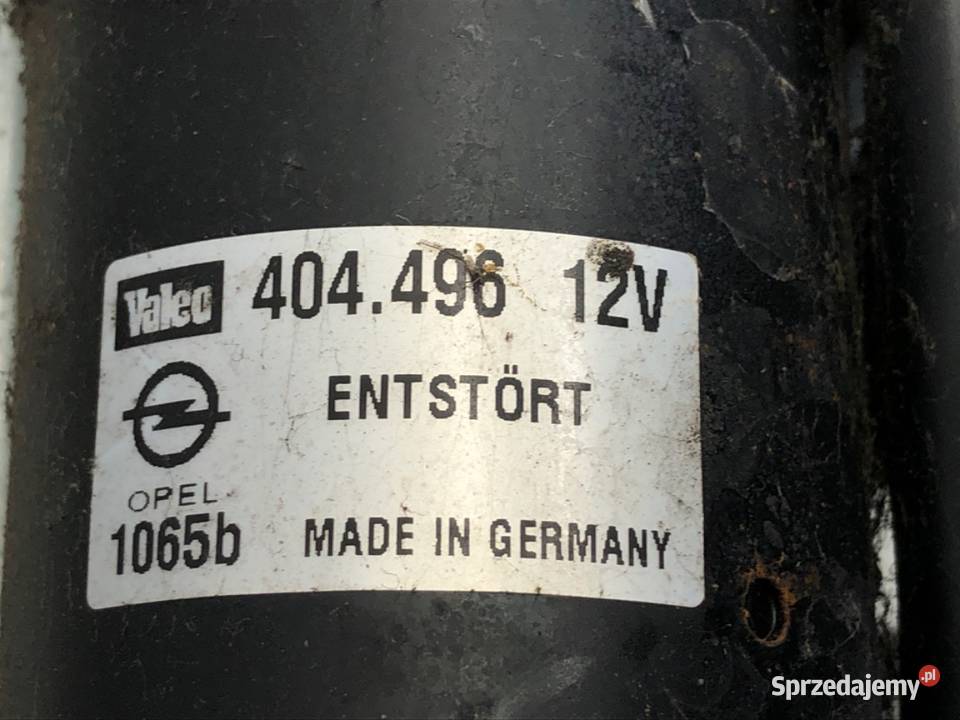 Valeo 404.496 12V
ENTSTÖRT
OPEL
1065b MADE IN GERMANY
Sprzedajemy.pl